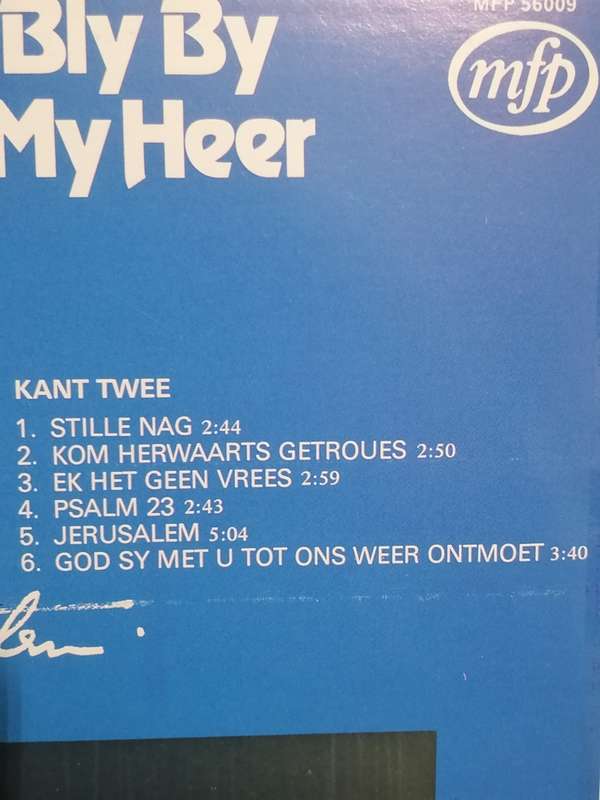 MFP 56009
Bly By
My Heer
mfp
KANT TWEE
1. STILLE NAG 2:44
2. KOM HERWAARTS GETROUES 2:50
3. EK HET GEEN VREES 2:59
4. PSALM 23 2:43
5. JERUSALEM 5:04
6. GOD SY MET U TOT ONS WEER ONTMOET 3:40